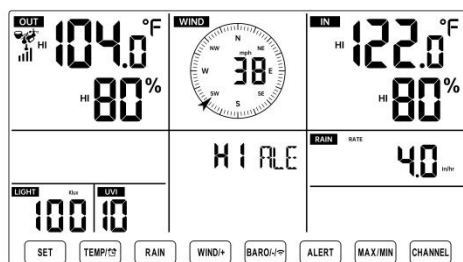 OUT HI 104.0 °F
HI 80%
WIND
N
NW NE
mph
W 38 E
SW SE
S
IN HI 122.0 °F
HI 80%
HI ALE
RAIN RATE
4.0 in/hr
LIGHT Klux
100
UVI
10
SET TEMP/ RAIN WIND/+ BARO/-/ ALERT MAX/MIN CHANNEL